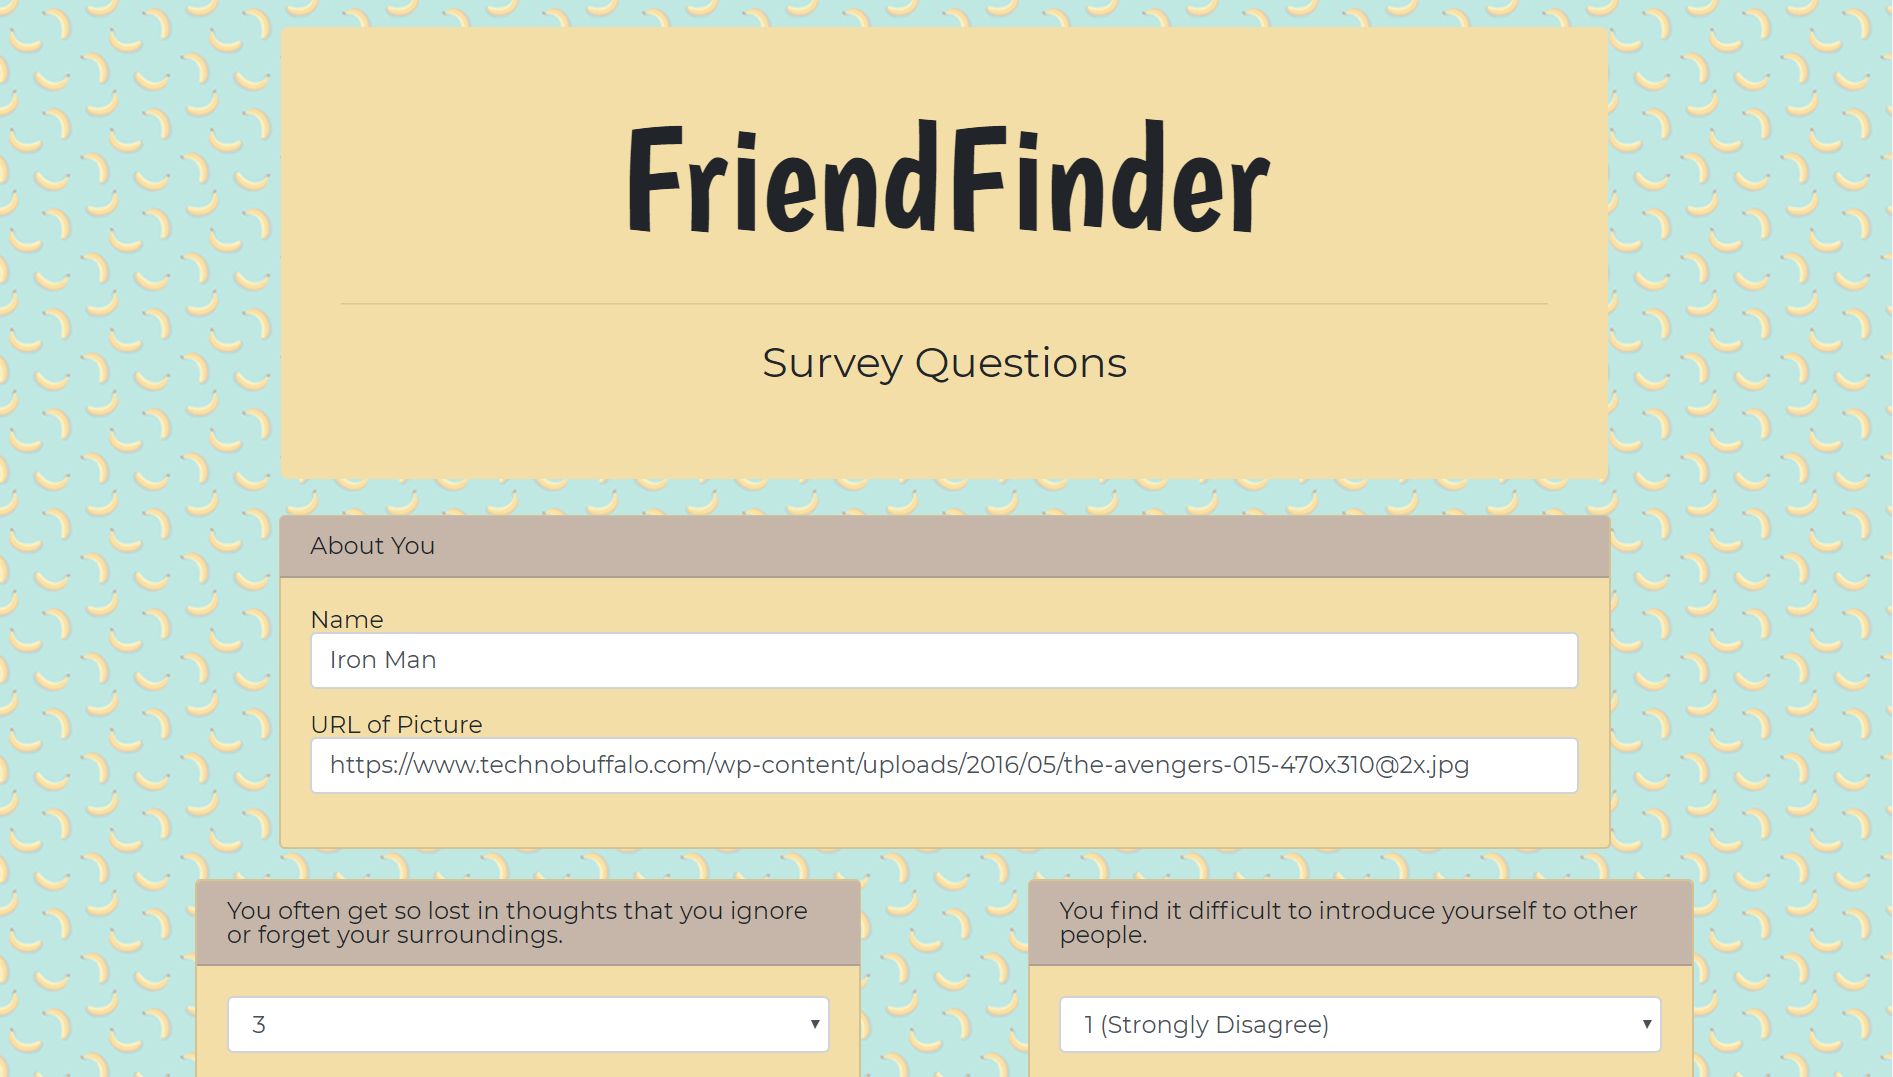 FriendFinder
Survey Questions
About You
Name
Iron Man
URL of Picture
https://www.technobuffalo.com/wp-content/uploads/2016/05/the-avengers-015-470x310@2x.jpg
You often get so lost in thoughts that you ignore
or forget your surroundings.
3
You find it difficult to introduce yourself to other
people.
1 (Strongly Disagree)